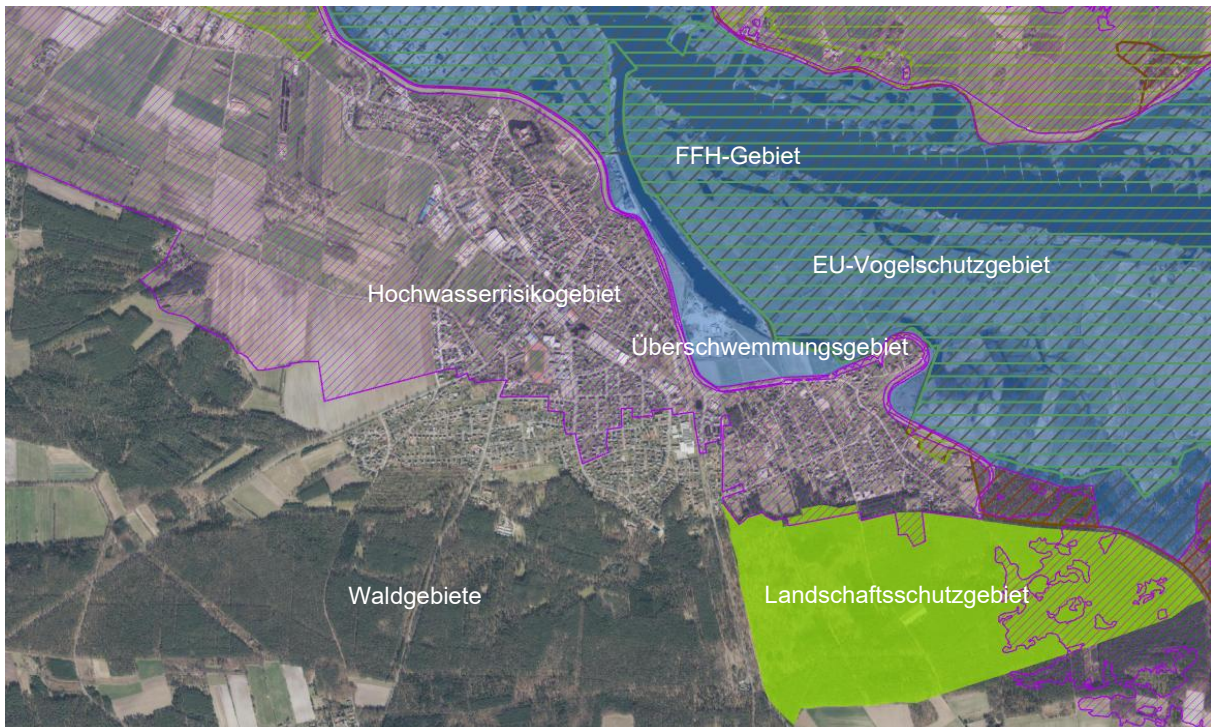 FFH-Gebiet
EU-Vogelschutzgebiet
Hochwasserrisikogebiet
Überschwemmungsgebiet
Waldgebiete
Landschaftsschutzgebiet